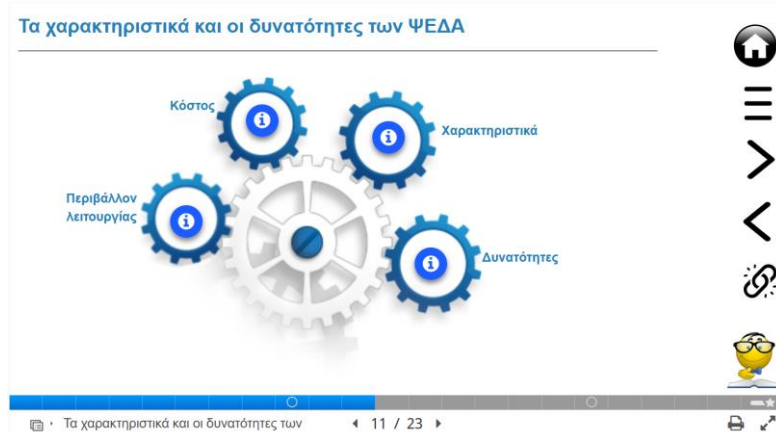 Τα χαρακτηριστικά και οι δυνατότητες των ΨΕΔΑ
Κόστος
Χαρακτηριστικά
Περιβάλλον
λειτουργίας
Δυνατότητες
Τα χαρακτηριστικά και οι δυνατότητες των
11 / 23